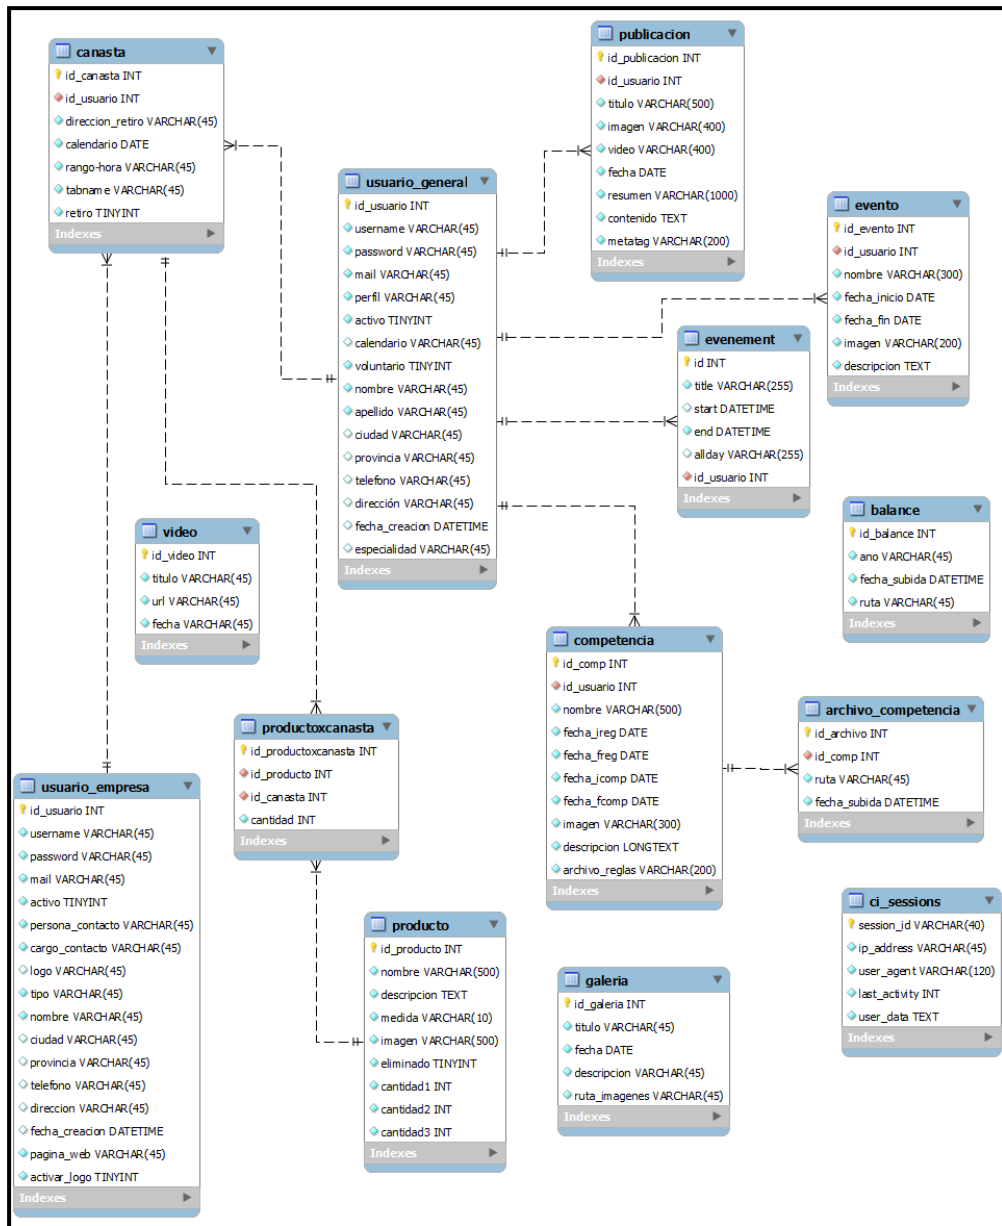 canasta
id_canasta INT
id_usuario INT
direccion_retiro VARCHAR(45)
calendario DATE
rango-hora VARCHAR(45)
tabname VARCHAR(45)
retiro TINYINT
Indexes
publicacion
id_publicacion INT
id_usuario INT
titulo VARCHAR(500)
imagen VARCHAR(400)
video VARCHAR(400)
fecha DATE
resumen VARCHAR(1000)
contenido TEXT
metatag VARCHAR(200)
Indexes
usuario_general
id_usuario INT
username VARCHAR(45)
password VARCHAR(45)
mail VARCHAR(45)
perfil VARCHAR(45)
activo TINYINT
calendario VARCHAR(45)
voluntario TINYINT
nombre VARCHAR(45)
apellido VARCHAR(45)
ciudad VARCHAR(45)
provincia VARCHAR(45)
telefono VARCHAR(45)
dirección VARCHAR(45)
fecha_creacion DATETIME
especialidad VARCHAR(45)
Indexes
evento
id_evento INT
id_usuario INT
nombre VARCHAR(300)
fecha_inicio DATE
fecha_fin DATE
imagen VARCHAR(200)
descripcion TEXT
Indexes
evenement
id INT
title VARCHAR(255)
start DATETIME
end DATETIME
allday VARCHAR(255)
id_usuario INT
Indexes
balance
id_balance INT
ano VARCHAR(45)
fecha_subida DATETIME
ruta VARCHAR(45)
Indexes
video
id_video INT
titulo VARCHAR(45)
url VARCHAR(45)
fecha VARCHAR(45)
Indexes
competencia
id_comp INT
id_usuario INT
nombre VARCHAR(500)
fecha_ireg DATE
fecha_freg DATE
fecha_icomp DATE
fecha_fcomp DATE
imagen VARCHAR(300)
descripcion LONGTEXT
archivo_reglas VARCHAR(200)
Indexes
archivo_competencia
id_archivo INT
id_comp INT
ruta VARCHAR(45)
fecha_subida DATETIME
Indexes
productoxcanasta
id_productoxcanasta INT
id_producto INT
id_canasta INT
cantidad INT
Indexes
usuario_empresa
id_usuario INT
username VARCHAR(45)
password VARCHAR(45)
mail VARCHAR(45)
activo TINYINT
persona_contacto VARCHAR(45)
cargo_contacto VARCHAR(45)
logo VARCHAR(45)
tipo VARCHAR(45)
nombre VARCHAR(45)
ciudad VARCHAR(45)
provincia VARCHAR(45)
telefono VARCHAR(45)
direccion VARCHAR(45)
fecha_creacion DATETIME
pagina_web VARCHAR(45)
activar_logo TINYINT
Indexes
producto
id_producto INT
nombre VARCHAR(500)
descripcion TEXT
medida VARCHAR(10)
imagen VARCHAR(500)
eliminado TINYINT
cantidad1 INT
cantidad2 INT
cantidad3 INT
Indexes
galeria
id_galeria INT
titulo VARCHAR(45)
fecha DATE
descripcion VARCHAR(45)
ruta_imagenes VARCHAR(45)
Indexes
ci_sessions
session_id VARCHAR(40)
ip_address VARCHAR(45)
user_agent VARCHAR(120)
last_activity INT
user_data TEXT
Indexes